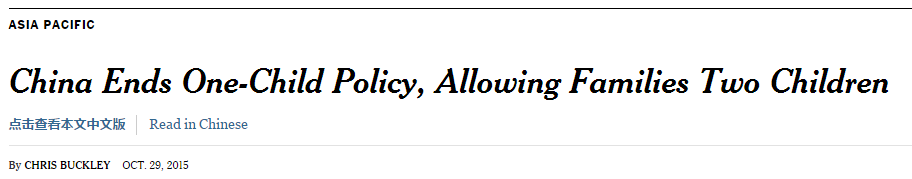 ASIA PACIFIC
China Ends One-Child Policy, Allowing Families Two Children
点击查看本文中文版 Read in Chinese
By CHRIS BUCKLEY OCT. 29, 2015